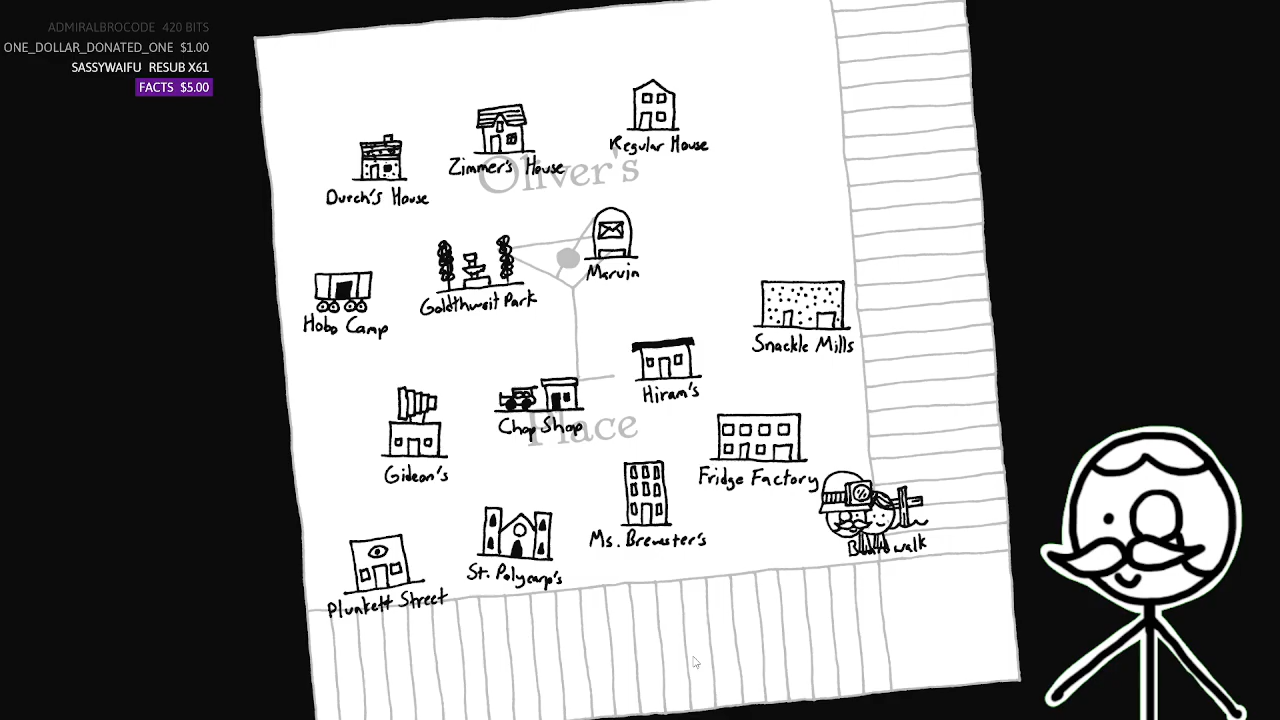 ADMIRALBROCODE 420 BITS
ONE_DOLLAR_DONATED_ONE $1.00
SASSYWAIFU RESUB X61
FACTS $5.00
Regular House
Zimmer's House
Oliver's
Durch's House
Marvin
Goldthwait Park
Hobo Camp
Snackle Mills
Hiram's
Chop Shop
Place
Gideon's
Fridge Factory
Ms. Brewster's
St. Polycarp's
Plunkett Street